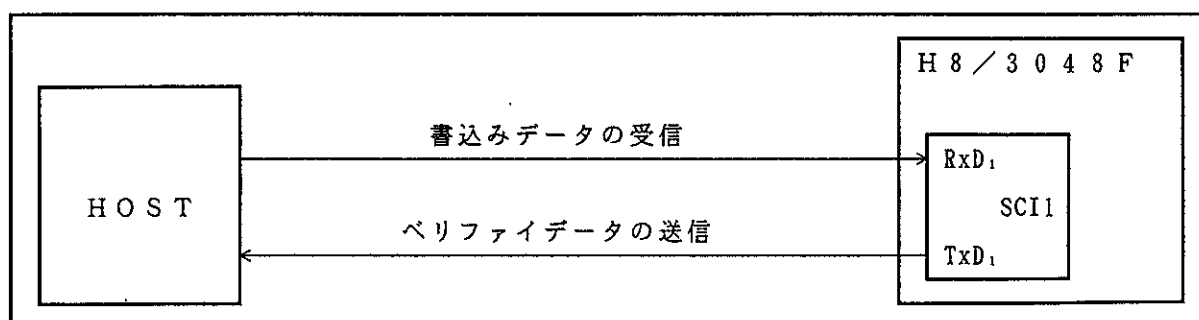 H8／3048F
書込みデータの受信
RxD₁
HOST
SCI1
ベリファイデータの送信
TxD₁